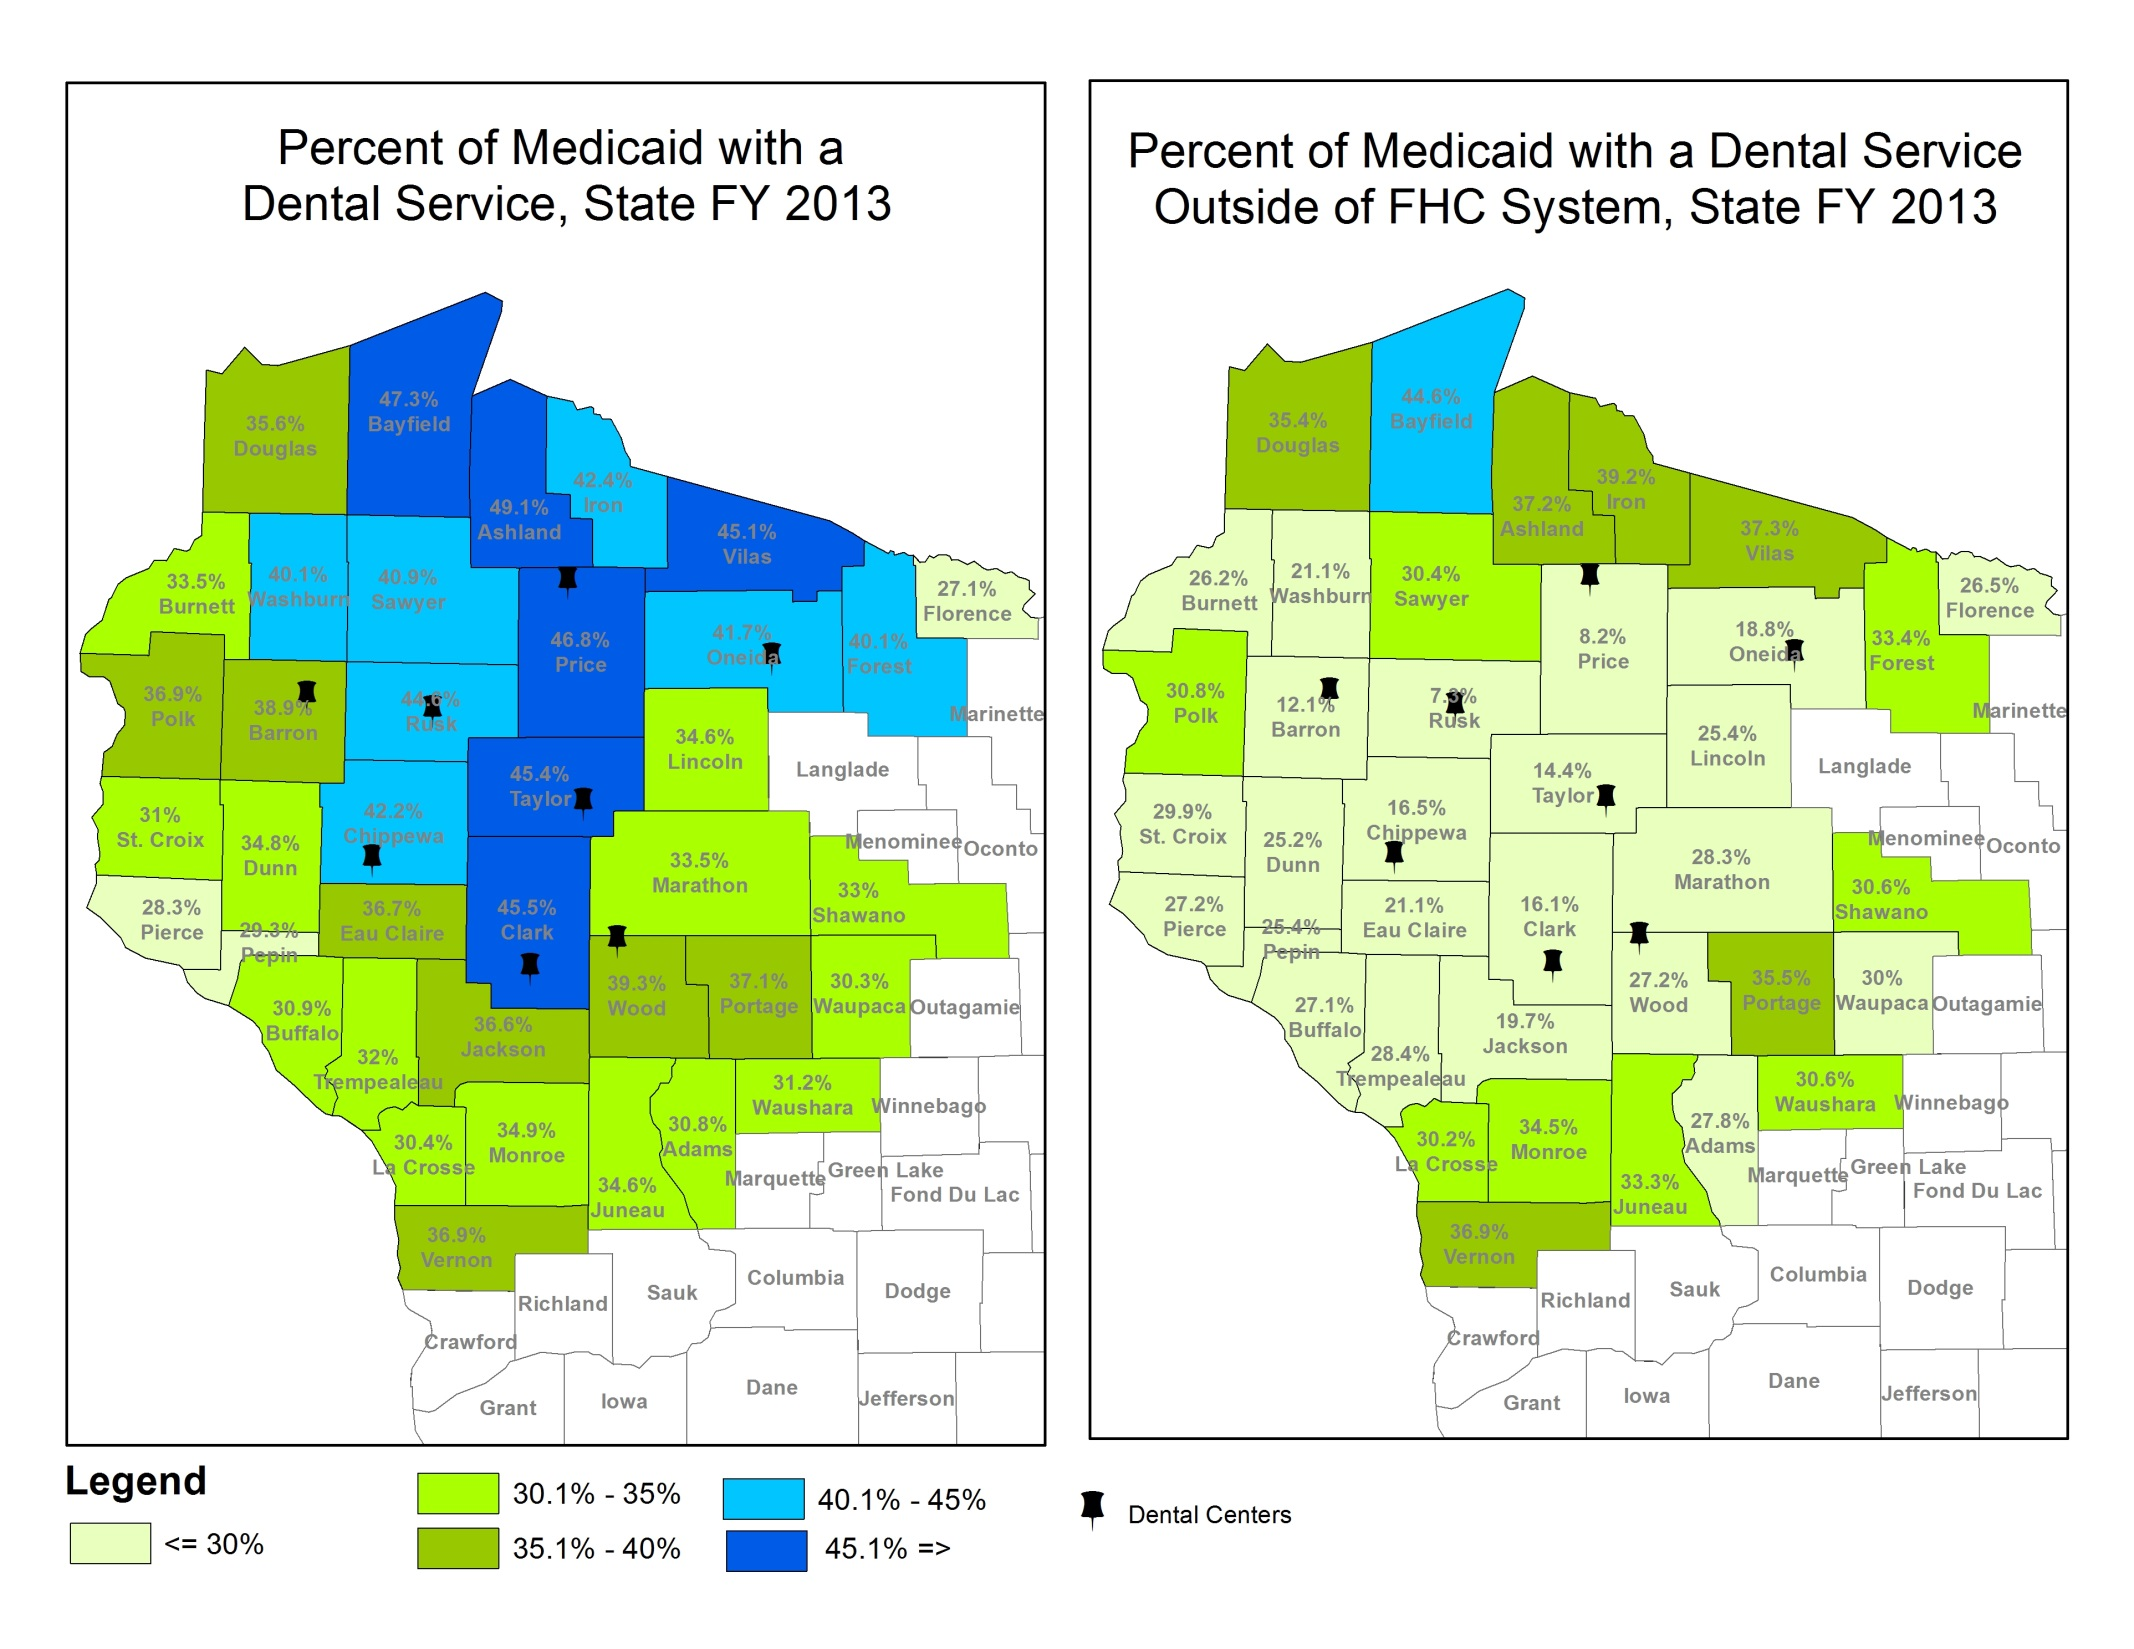 Percent of Medicaid with a
Dental Service, State FY 2013
47.3%
Bayfield
35.6%
Douglas
42.4%
Iron
49.1%
Ashland
45.1%
Vilas
33.5%
Burnett
40.1%
Washburn
40.9%
Sawyer
27.1%
Florence
46.8%
Price
41.7%
Oneida
40.1%
Forest
36.9%
Polk
38.9%
Barron
44.6%
Rusk
Marinette
34.6%
Lincoln
Langlade
45.4%
Taylor
31%
St. Croix
34.8%
Dunn
42.2%
Chippewa
Menominee
Oconto
33.5%
Marathon
33%
Shawano
28.3%
Pierce
29.3%
Pepin
36.7%
Eau Claire
45.5%
Clark
39.3%
Wood
37.1%
Portage
30.3%
Waupaca
Outagamie
30.9%
Buffalo
32%
Trempealeau
36.6%
Jackson
31.2%
Waushara
Winnebago
30.4%
La Crosse
34.9%
Monroe
30.8%
Adams
34.6%
Juneau
Marquette
Green Lake
Fond Du Lac
36.9%
Vernon
Richland
Sauk
Columbia
Dodge
Crawford
Grant
Iowa
Dane
Jefferson
Percent of Medicaid with a Dental Service
Outside of FHC System, State FY 2013
44.6%
Bayfield
35.4%
Douglas
39.2%
Iron
37.2%
Ashland
37.3%
Vilas
26.2%
Burnett
21.1%
Washburn
30.4%
Sawyer
26.5%
Florence
8.2%
Price
18.8%
Oneida
33.4%
Forest
30.8%
Polk
12.1%
Barron
7.3%
Rusk
Marinette
25.4%
Lincoln
Langlade
14.4%
Taylor
29.9%
St. Croix
25.2%
Dunn
16.5%
Chippewa
Menominee
Oconto
28.3%
Marathon
30.6%
Shawano
27.2%
Pierce
25.4%
Pepin
21.1%
Eau Claire
16.1%
Clark
27.2%
Wood
35.5%
Portage
30%
Waupaca
Outagamie
27.1%
Buffalo
28.4%
Trempealeau
19.7%
Jackson
30.6%
Waushara
Winnebago
30.2%
La Crosse
34.5%
Monroe
27.8%
Adams
33.3%
Juneau
Marquette
Green Lake
Fond Du Lac
36.9%
Vernon
Richland
Sauk
Columbia
Dodge
Crawford
Grant
Iowa
Dane
Jefferson
Legend
<= 30%
30.1% - 35%
35.1% - 40%
40.1% - 45%
45.1% =>
Dental Centers